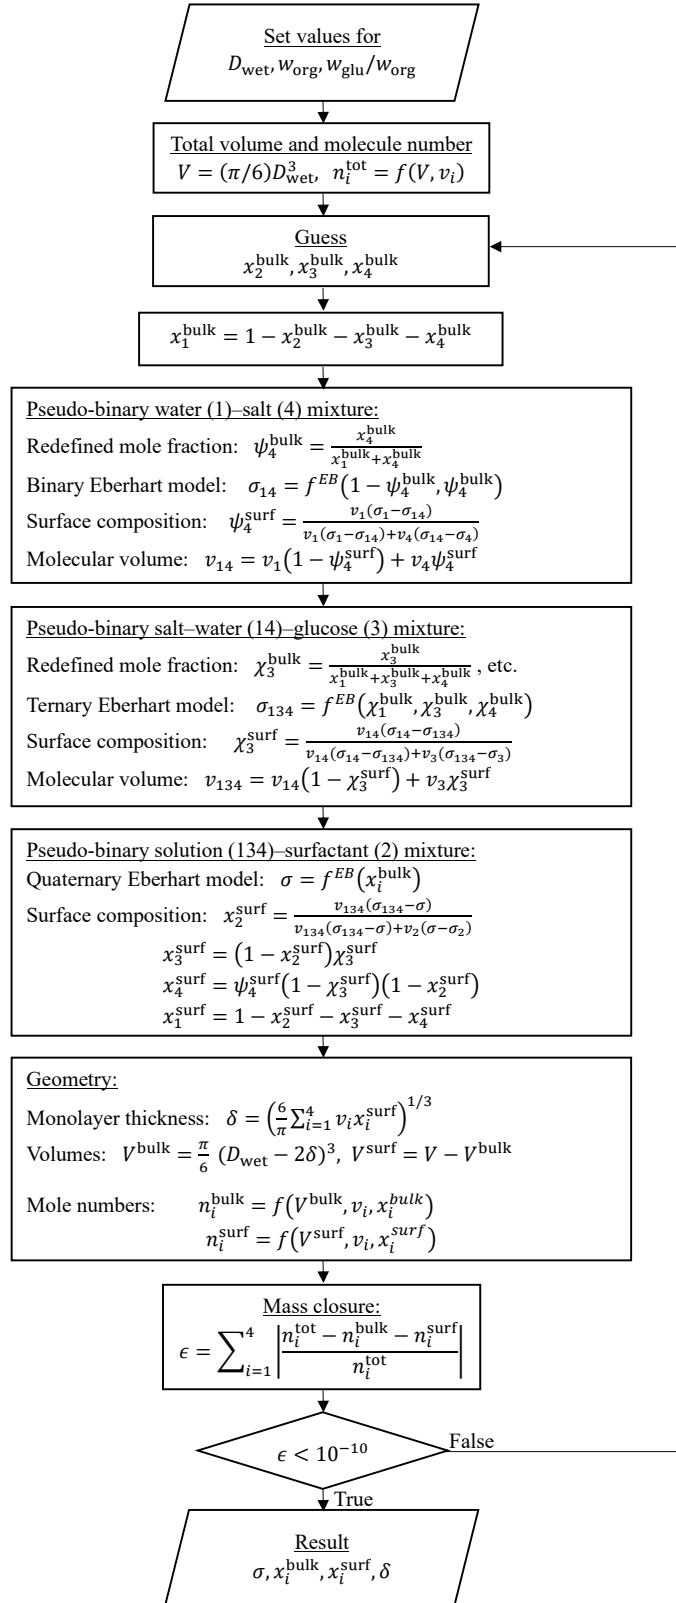 Set values for
D_wet, w_org, w_glu/w_org
Total volume and molecule number
V = (π/6)D_wet^3, n_i^tot = f(V, v_i)
Guess
x_2^bulk, x_3^bulk, x_4^bulk
x_1^bulk = 1 − x_2^bulk − x_3^bulk − x_4^bulk
Pseudo-binary water (1)–salt (4) mixture:
Redefined mole fraction: ψ_4^bulk = x_4^bulk / (x_1^bulk + x_4^bulk)
Binary Eberhart model: σ_14 = f^EB(1 − ψ_4^bulk, ψ_4^bulk)
Surface composition: ψ_4^surf = v_1(σ_1−σ_14) / (v_1(σ_1−σ_14)+v_4(σ_14−σ_4))
Molecular volume: v_14 = v_1(1 − ψ_4^surf) + v_4ψ_4^surf
Pseudo-binary salt–water (14)–glucose (3) mixture:
Redefined mole fraction: χ_3^bulk = x_3^bulk / (x_1^bulk+x_3^bulk+x_4^bulk) , etc.
Ternary Eberhart model: σ_134 = f^EB(χ_1^bulk, χ_3^bulk, χ_4^bulk)
Surface composition: χ_3^surf = v_14(σ_14−σ_134) / (v_14(σ_14−σ_134)+v_3(σ_134−σ_3))
Molecular volume: v_134 = v_14(1 − χ_3^surf) + v_3χ_3^surf
Pseudo-binary solution (134)–surfactant (2) mixture:
Quaternary Eberhart model: σ = f^EB(x_i^bulk)
Surface composition: x_2^surf = v_134(σ_134−σ) / (v_134(σ_134−σ)+v_2(σ−σ_2))
x_3^surf = (1 − x_2^surf)χ_3^surf
x_4^surf = ψ_4^surf(1 − χ_3^surf)(1 − x_2^surf)
x_1^surf = 1 − x_2^surf − x_3^surf − x_4^surf
Geometry:
Monolayer thickness: δ = (6/π ∑_{i=1}^4 v_i x_i^surf)^{1/3}
Volumes: V^bulk = π/6 (D_wet − 2δ)^3, V^surf = V − V^bulk
Mole numbers: n_i^bulk = f(V^bulk, v_i, x_i^bulk)
n_i^surf = f(V^surf, v_i, x_i^surf)
Mass closure:
ϵ = ∑_{i=1}^4 |(n_i^tot − n_i^bulk − n_i^surf) / n_i^tot|
ϵ < 10^−10
False
True
Result
σ, x_i^bulk, x_i^surf, δ